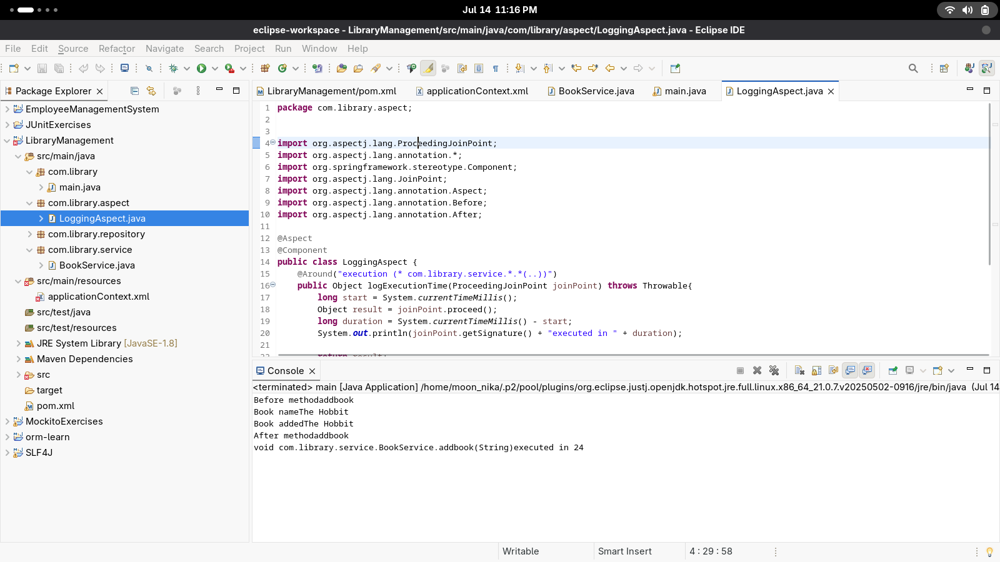 Jul 14 11:16 PM
eclipse-workspace - LibraryManagement/src/main/java/com/library/aspect/LoggingAspect.java - Eclipse IDE
File Edit Source Refactor Navigate Search Project Run Window Help
Package Explorer
LibraryManagement/pom.xml applicationContext.xml BookService.java main.java LoggingAspect.java
EmployeeManagementSystem
JUnitExercises
LibraryManagement
src/main/java
com.library
main.java
com.library.aspect
LoggingAspect.java
com.library.repository
com.library.service
BookService.java
src/main/resources
applicationContext.xml
src/test/java
src/test/resources
JRE System Library [JavaSE-1.8]
Maven Dependencies
src
target
pom.xml
MockitoExercises
orm-learn
SLF4J
1 package com.library.aspect;
2
3
4 import org.aspectj.lang.ProceedingJoinPoint;
5 import org.aspectj.lang.annotation.*;
6 import org.springframework.stereotype.Component;
7 import org.aspectj.lang.JoinPoint;
8 import org.aspectj.lang.annotation.Aspect;
9 import org.aspectj.lang.annotation.Before;
10 import org.aspectj.lang.annotation.After;
11
12 @Aspect
13 @Component
14 public class LoggingAspect {
15 @Around("execution (* com.library.service.*.*(..))")
16 public Object logExecutionTime(ProceedingJoinPoint joinPoint) throws Throwable{
17 long start = System.currentTimeMillis();
18 Object result = joinPoint.proceed();
19 long duration = System.currentTimeMillis() - start;
20 System.out.println(joinPoint.getSignature() + "executed in " + duration);
21
22 return result;
Console
<terminated> main [Java Application] /home/moon_nika/.p2/pool/plugins/org.eclipse.justj.openjdk.hotspot.jre.full.linux.x86_64_21.0.7.v20250502-0916/jre/bin/java (Jul 14
Before methodaddbook
Book nameThe Hobbit
Book addedThe Hobbit
After methodaddbook
void com.library.service.BookService.addbook(String)executed in 24
Writable Smart Insert 4 : 29 : 58